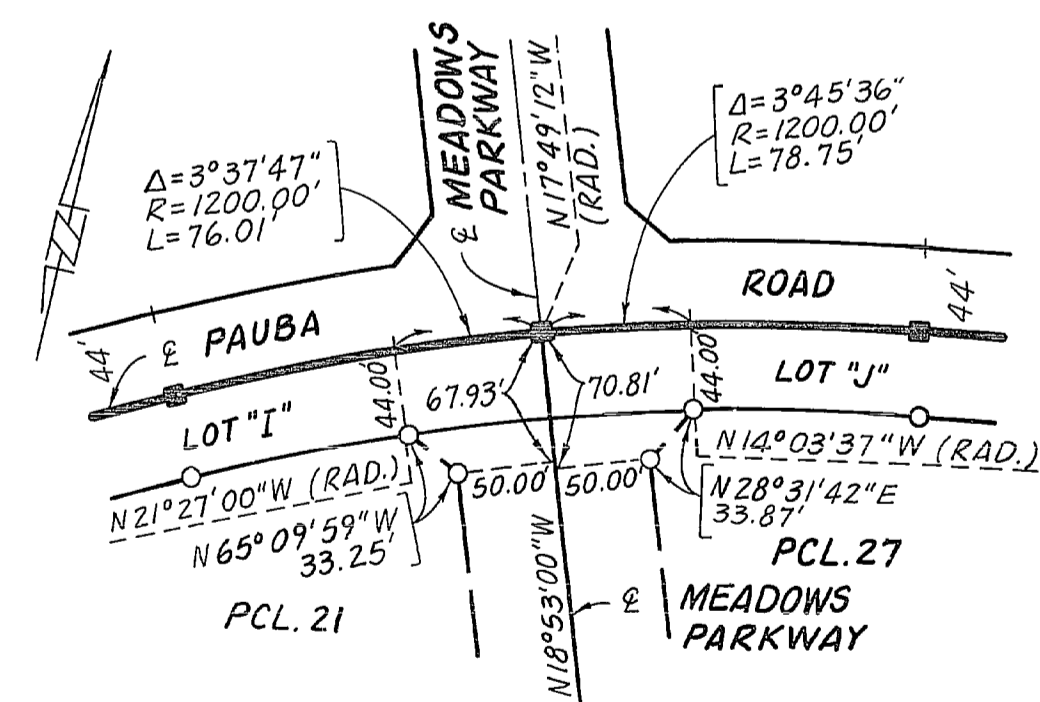 ℄ MEADOWS
PARKWAY
N17°49'12"W
(RAD.)
Δ=3°45'36"
R=1200.00'
L=78.75'
Δ=3°37'47"
R=1200.00'
L=76.01'
ROAD
44'
44'
℄ PAUBA
44.00'
67.93'
70.81'
44.00'
LOT "J"
LOT "I"
N14°03'37"W (RAD.)
N21°27'00"W (RAD.)
50.00'
50.00'
N28°31'42"E
33.87'
N65°09'59"W
33.25'
PCL.27
PCL. 21
N18°53'00"W
℄
MEADOWS
PARKWAY